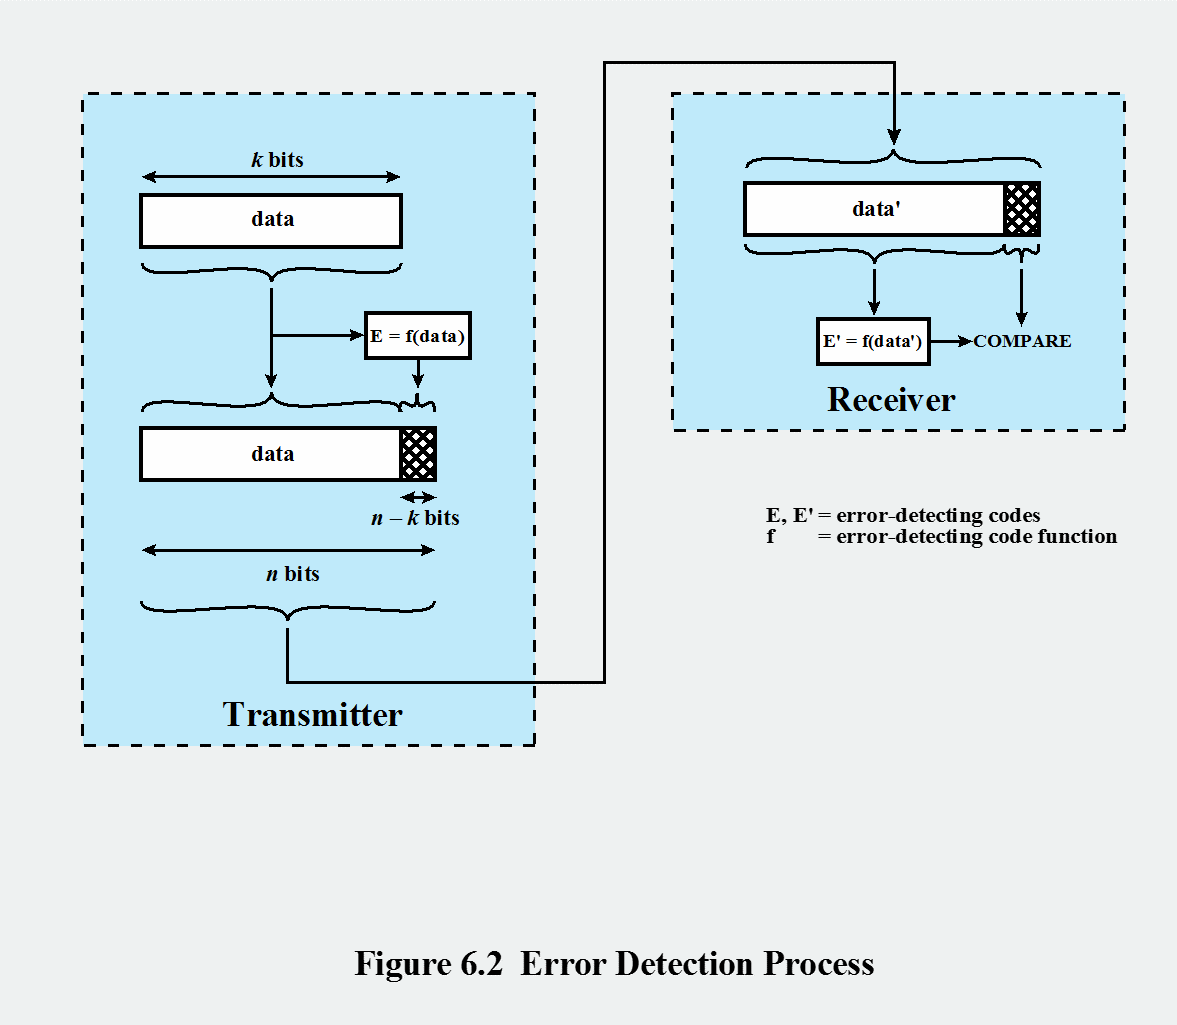 k bits
data
E = f(data)
data
n – k bits
n bits
Transmitter
data'
E' = f(data')
COMPARE
Receiver
E, E' = error-detecting codes
f = error-detecting code function
Figure 6.2 Error Detection Process